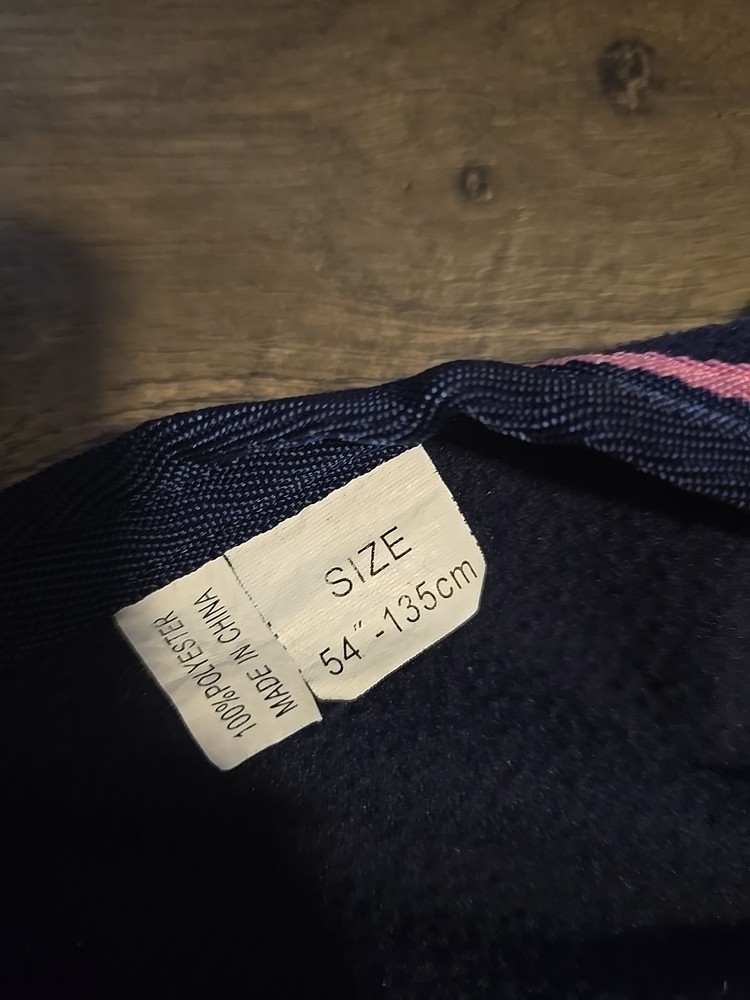 SIZE
54"-135cm
100%POLYESTER
MADE IN CHINA